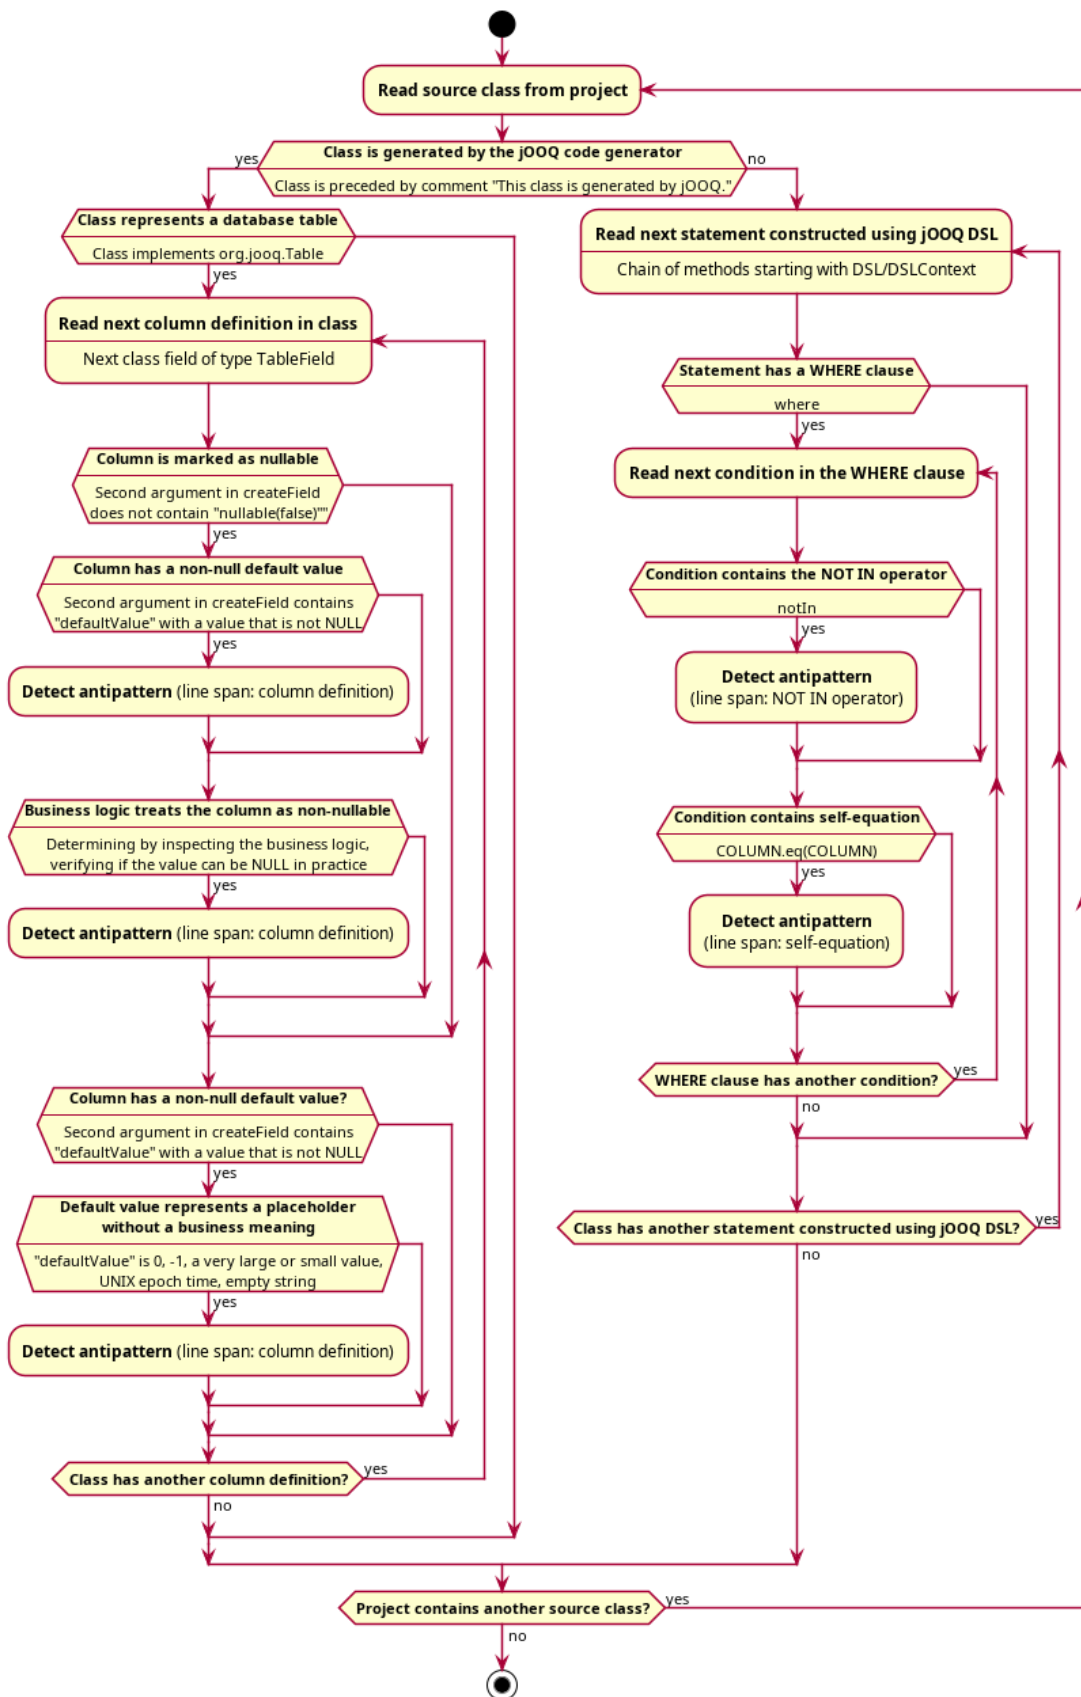 Read source class from project
yes
Class is generated by the jOOQ code generator
no
Class is preceded by comment "This class is generated by jOOQ."
Class represents a database table
Class implements org.jooq.Table
yes
Read next column definition in class
Next class field of type TableField
Column is marked as nullable
Second argument in createField
does not contain "nullable(false)""
yes
Column has a non-null default value
Second argument in createField contains
"defaultValue" with a value that is not NULL
yes
Detect antipattern (line span: column definition)
Business logic treats the column as non-nullable
Determining by inspecting the business logic,
verifying if the value can be NULL in practice
yes
Detect antipattern (line span: column definition)
Column has a non-null default value?
Second argument in createField contains
"defaultValue" with a value that is not NULL
yes
Default value represents a placeholder
without a business meaning
"defaultValue" is 0, -1, a very large or small value,
UNIX epoch time, empty string
yes
Detect antipattern (line span: column definition)
Class has another column definition?
yes
no
Read next statement constructed using jOOQ DSL
Chain of methods starting with DSL/DSLContext
Statement has a WHERE clause
where
yes
Read next condition in the WHERE clause
Condition contains the NOT IN operator
notIn
yes
Detect antipattern
(line span: NOT IN operator)
Condition contains self-equation
COLUMN.eq(COLUMN)
yes
Detect antipattern
(line span: self-equation)
WHERE clause has another condition?
yes
no
Class has another statement constructed using jOOQ DSL?
yes
no
Project contains another source class?
yes
no